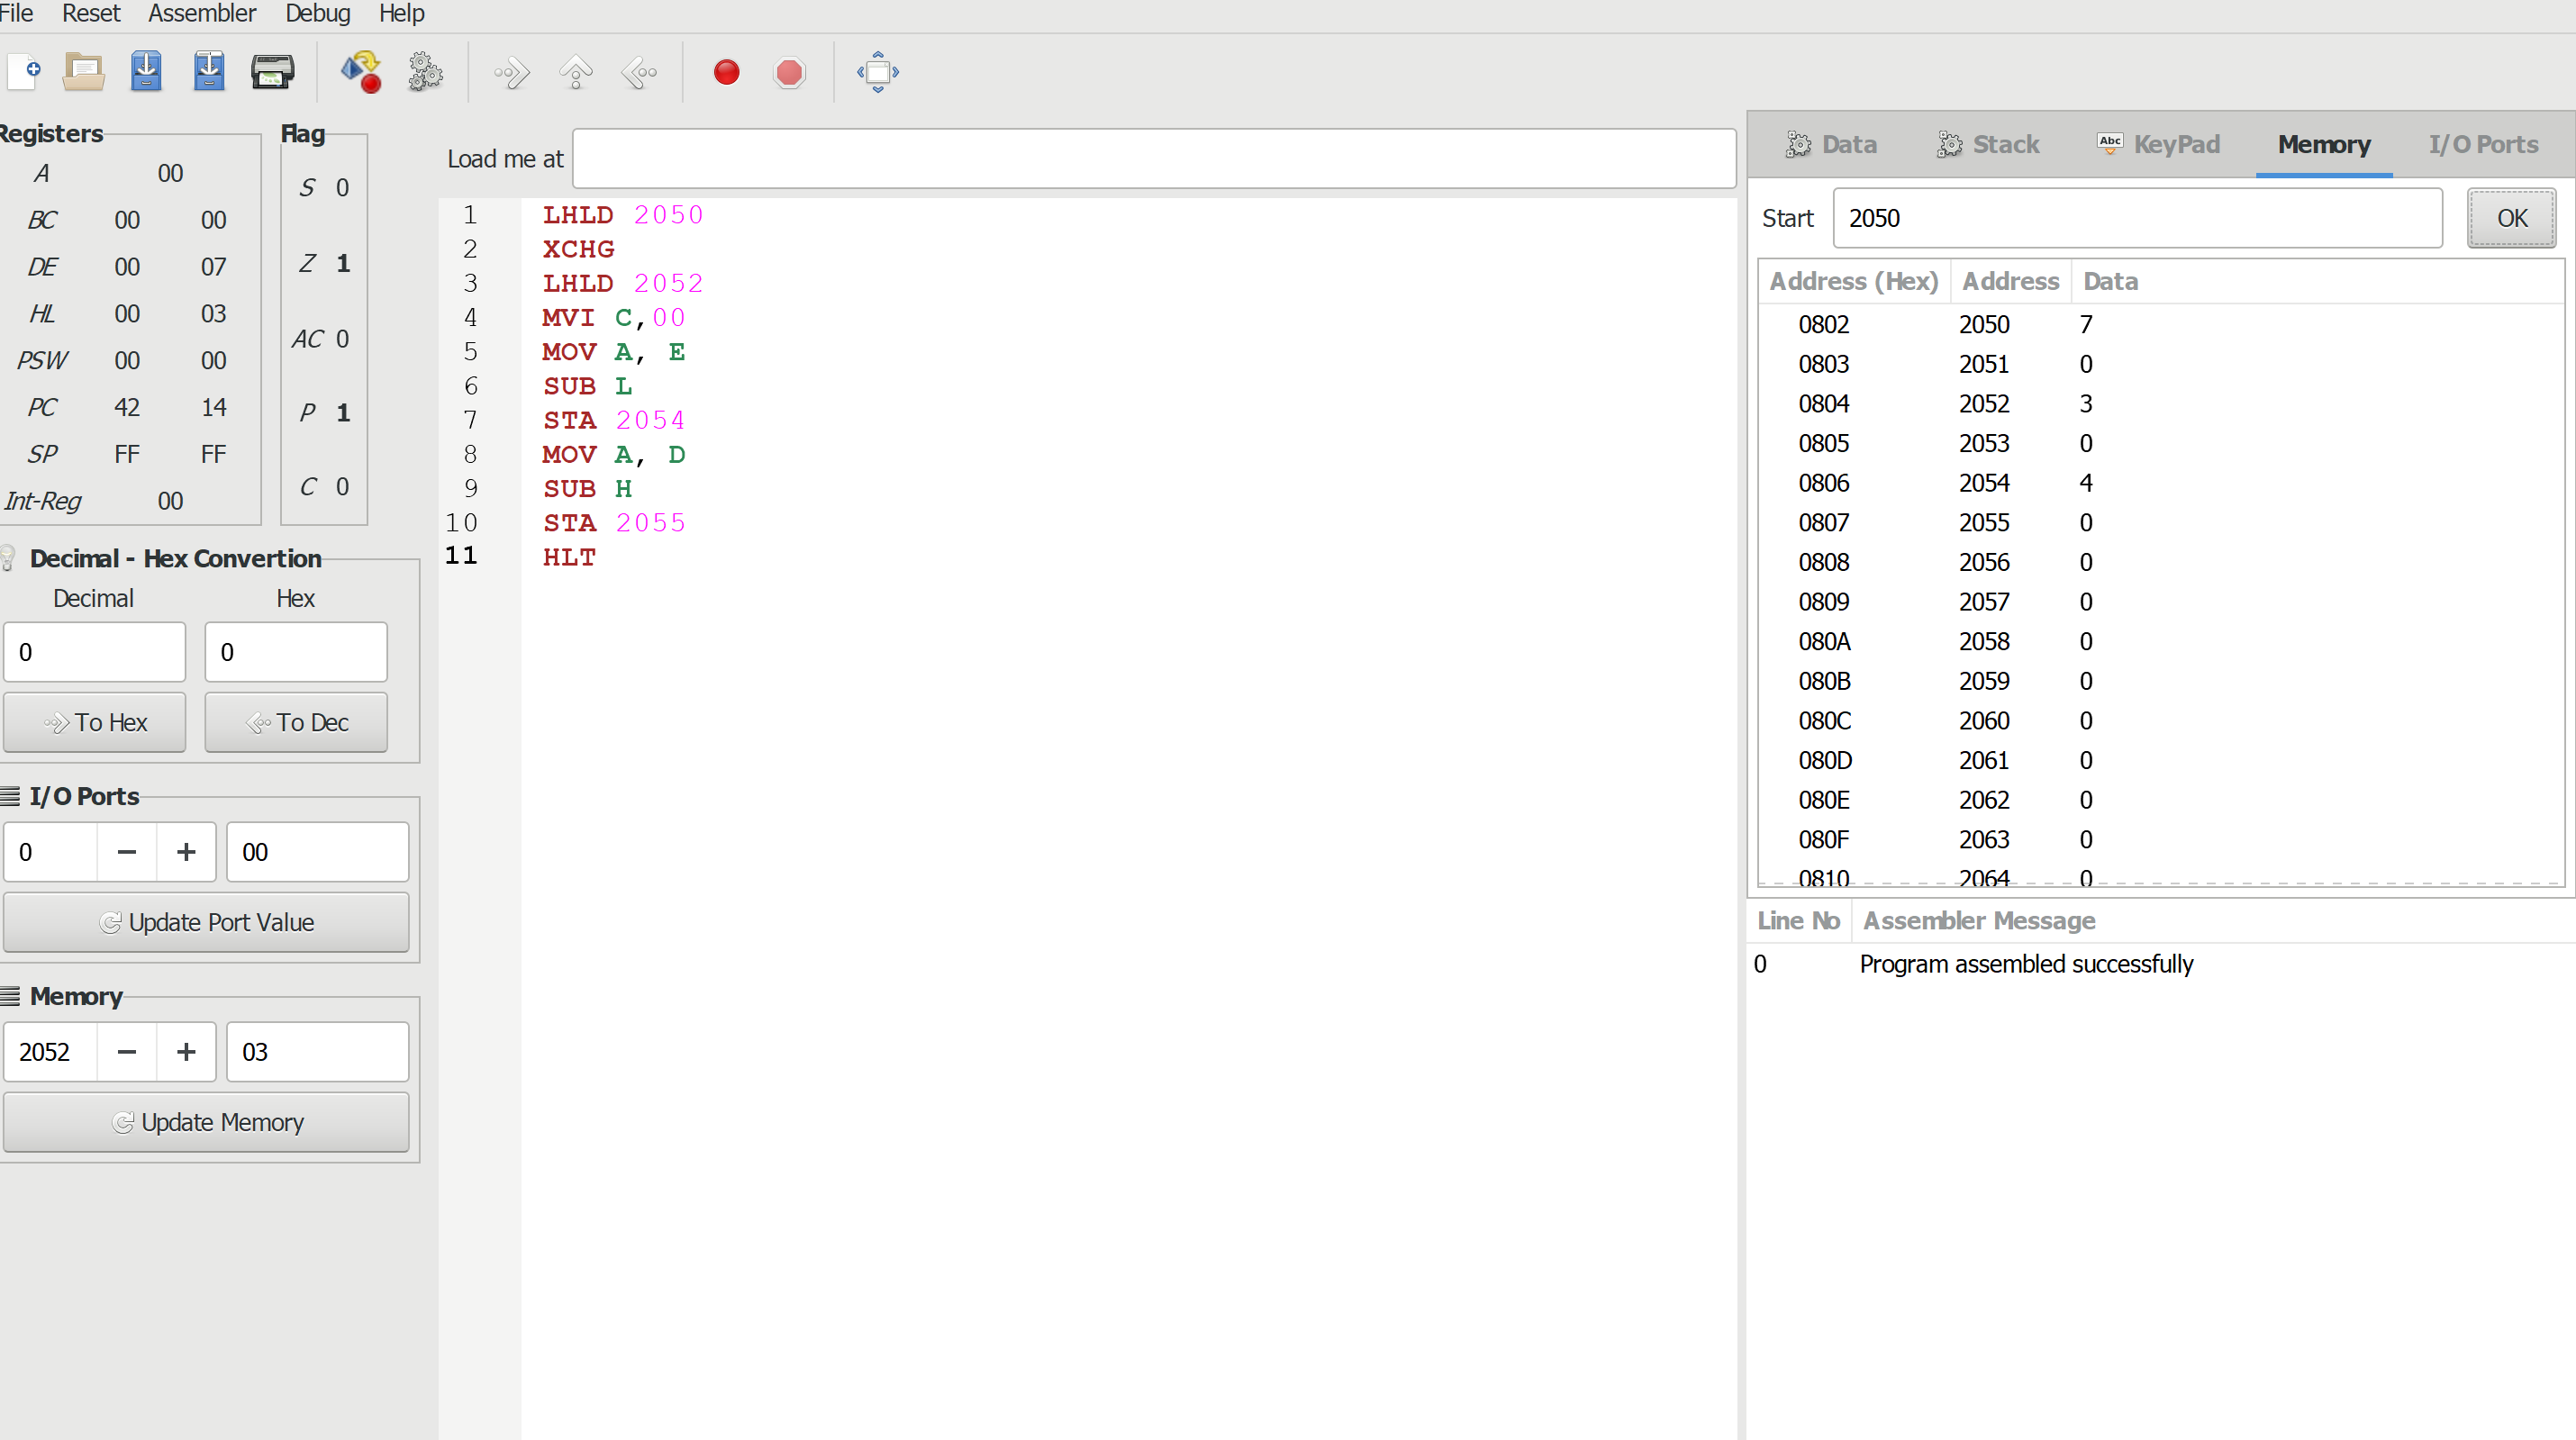 File Reset Assembler Debug Help
Registers
A 00
BC 00 00
DE 00 07
HL 00 03
PSW 00 00
PC 42 14
SP FF FF
Int-Reg 00
Flag
S 0
Z 1
AC 0
P 1
C 0
Decimal - Hex Convertion
Decimal Hex
0 0
To Hex To Dec
I/O Ports
0 − + 00
Update Port Value
Memory
2052 − + 03
Update Memory
Load me at
1 LHLD 2050
2 XCHG
3 LHLD 2052
4 MVI C,00
5 MOV A, E
6 SUB L
7 STA 2054
8 MOV A, D
9 SUB H
10 STA 2055
11 HLT
Data Stack Abc KeyPad Memory I/O Ports
Start 2050 OK
Address (Hex) Address Data
0802 2050 7
0803 2051 0
0804 2052 3
0805 2053 0
0806 2054 4
0807 2055 0
0808 2056 0
0809 2057 0
080A 2058 0
080B 2059 0
080C 2060 0
080D 2061 0
080E 2062 0
080F 2063 0
0810 2064 0
Line No Assembler Message
0 Program assembled successfully